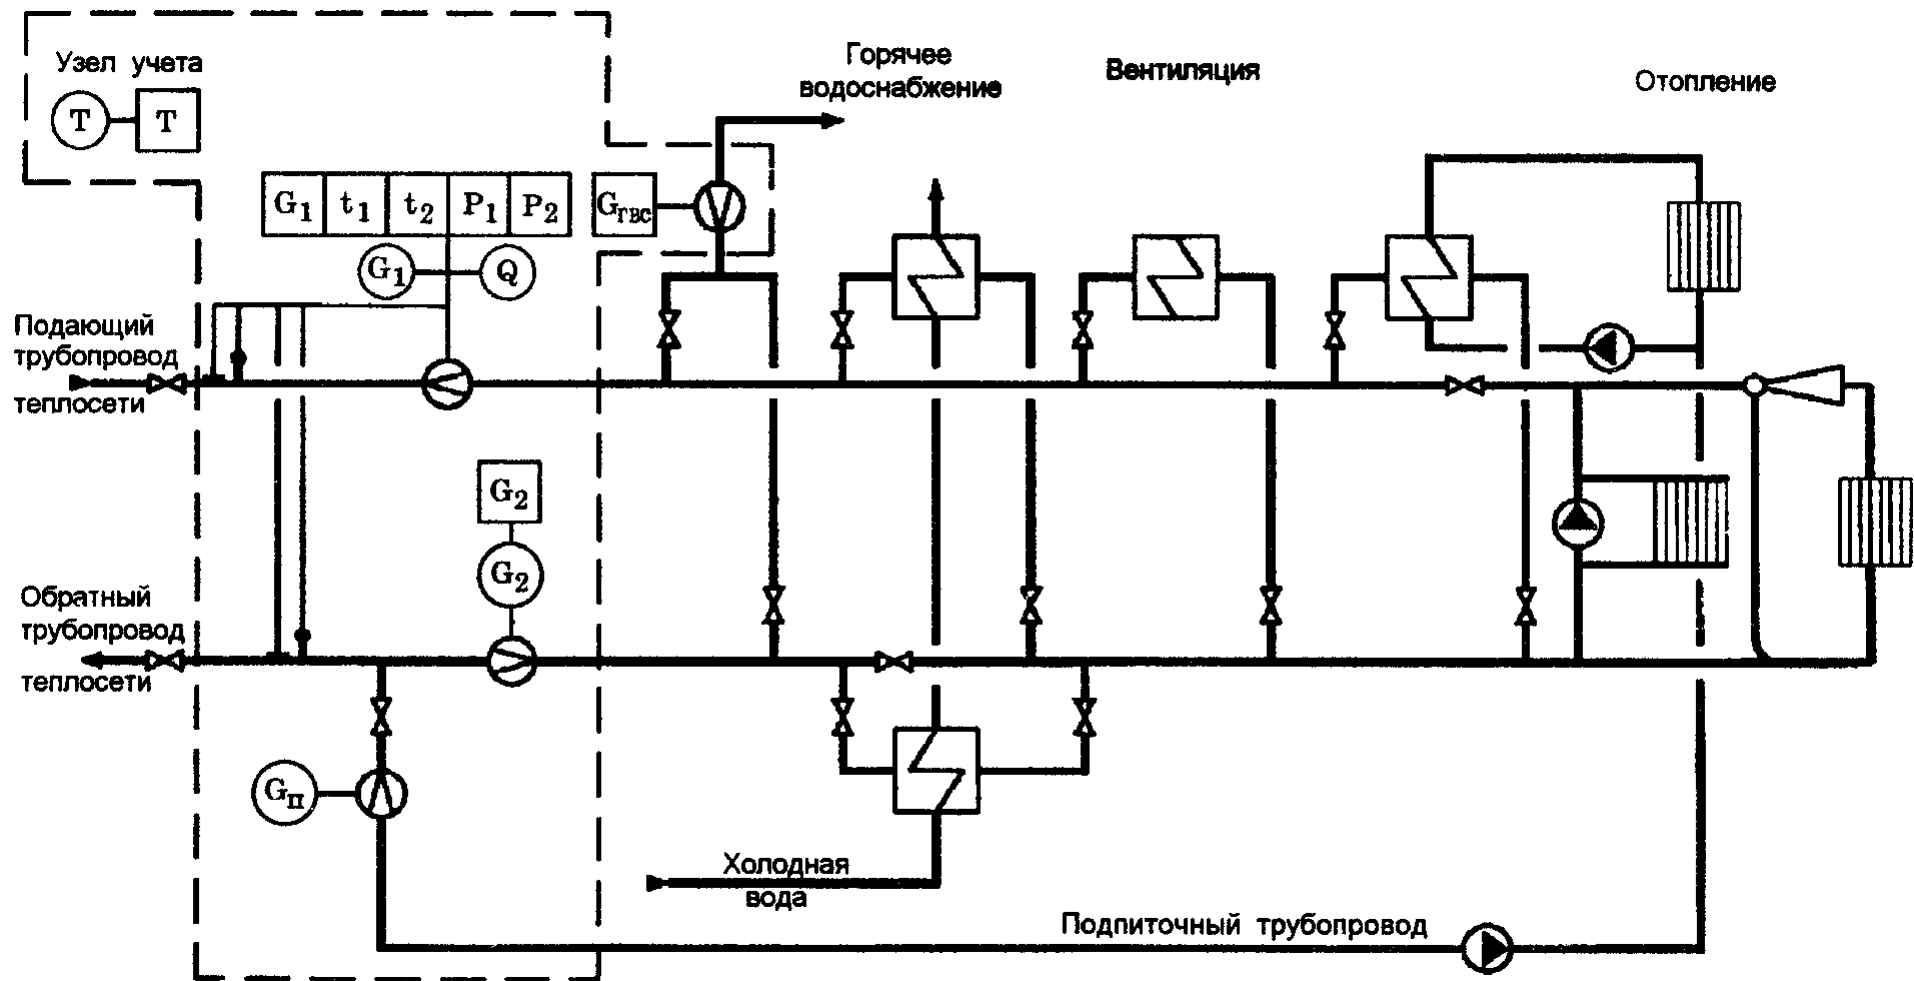 Узел учета
T T
Горячее
водоснабжение
Вентиляция
Отопление
G1 t1 t2 P1 P2
Gгвс
G1 Q
Подающий
трубопровод
теплосети
G2
G2
Обратный
трубопровод
теплосети
Gп
Холодная
вода
Подпиточный трубопровод